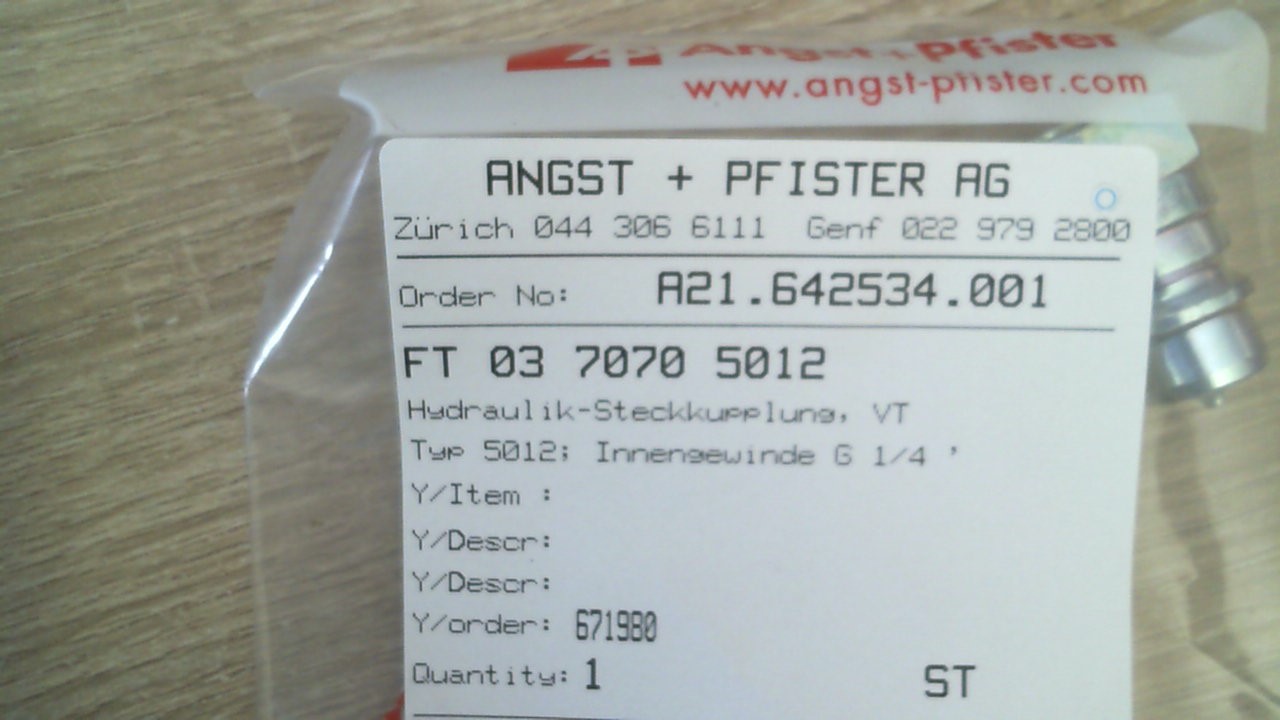 Angst+Pfister
www.angst-pfister.com
ANGST + PFISTER AG
Zürich 044 306 6111 Genf 022 979 2800
Order No: A21.642534.001
FT 03 7070 5012
Hydraulik-Steckkupplung, VT
Typ 5012; Innengewinde G 1/4 '
Y/Item :
Y/Descr:
Y/Descr:
Y/order: 671980
Quantity: 1 ST